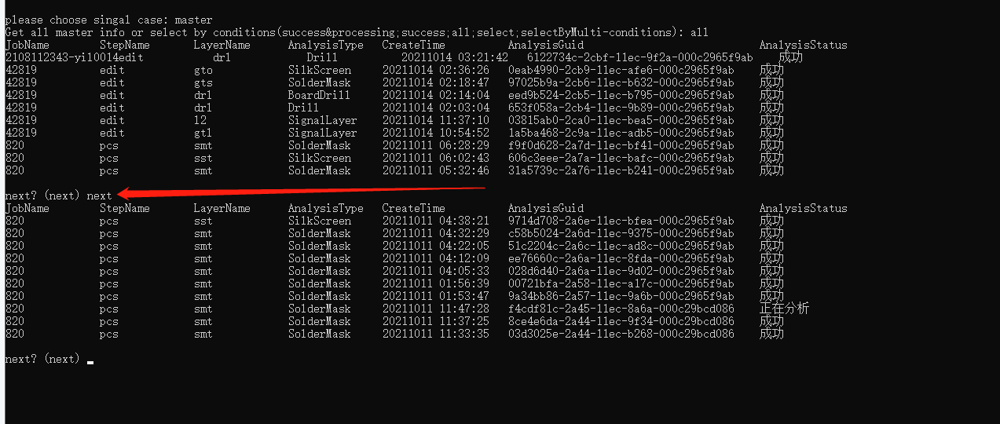 please choose singal case: master
Get all master info or select by conditions(success&processing;success;all;select;selectByMulti-conditions): all
JobName StepName LayerName AnalysisType CreateTime AnalysisGuid AnalysisStatus
2108112343-yi10014edit drl Drill 20211014 03:21:42 6122734c-2cbf-11ec-9f2a-000c2965f9ab 成功
42819 edit gto SilkScreen 20211014 02:36:26 0eab4990-2cb9-11ec-afe6-000c2965f9ab 成功
42819 edit gts SolderMask 20211014 02:18:47 97025b9a-2cb6-11ec-b632-000c2965f9ab 成功
42819 edit drl BoardDrill 20211014 02:14:04 eed9b524-2cb5-11ec-b795-000c2965f9ab 成功
42819 edit drl Drill 20211014 02:03:04 653f058a-2cb4-11ec-9b89-000c2965f9ab 成功
42819 edit l2 SignalLayer 20211014 11:37:10 03815ab0-2ca0-11ec-bea5-000c2965f9ab 成功
42819 edit gtl SignalLayer 20211014 10:54:52 1a5ba468-2c9a-11ec-adb5-000c2965f9ab 成功
820 pcs smt SolderMask 20211011 06:28:29 f9f0d628-2a7d-11ec-bf41-000c2965f9ab 成功
820 pcs sst SilkScreen 20211011 06:02:43 606c3eee-2a7a-11ec-bafc-000c2965f9ab 成功
820 pcs smt SolderMask 20211011 05:32:46 31a5739c-2a76-11ec-b241-000c2965f9ab 成功
next? (next) next
JobName StepName LayerName AnalysisType CreateTime AnalysisGuid AnalysisStatus
820 pcs sst SilkScreen 20211011 04:38:21 9714d708-2a6e-11ec-bfea-000c2965f9ab 成功
820 pcs smt SolderMask 20211011 04:32:29 c58b5024-2a6d-11ec-9375-000c2965f9ab 成功
820 pcs smt SolderMask 20211011 04:22:05 51c2204c-2a6c-11ec-ad8c-000c2965f9ab 成功
820 pcs smt SolderMask 20211011 04:12:09 ee76660c-2a6a-11ec-8fda-000c2965f9ab 成功
820 pcs smt SolderMask 20211011 04:05:33 028d6d40-2a6a-11ec-9d02-000c2965f9ab 成功
820 pcs smt SolderMask 20211011 01:56:39 00721bfa-2a58-11ec-a17c-000c2965f9ab 成功
820 pcs smt SolderMask 20211011 01:53:47 9a34bb86-2a57-11ec-9a6b-000c2965f9ab 成功
820 pcs smt SolderMask 20211011 11:47:28 f4cdf81c-2a45-11ec-8a6a-000c29bcd086 正在分析
820 pcs smt SolderMask 20211011 11:37:25 8ce4e6da-2a44-11ec-9f34-000c29bcd086 成功
820 pcs smt SolderMask 20211011 11:33:35 03d3025e-2a44-11ec-b268-000c29bcd086 成功
next? (next)